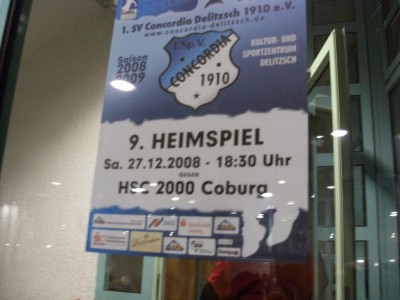 1. SV Concordia Delitzsch 1910 e.V.
www.concordia-delitzsch.de
Saison
2008
2009
1. Sp. V.
CONCORDIA
1910
KULTUR- UND
SPORTZENTRUM
DELITZSCH
9. HEIMSPIEL
Sa. 27.12.2008 - 18:30 Uhr
GEGEN
HSC 2000 Coburg